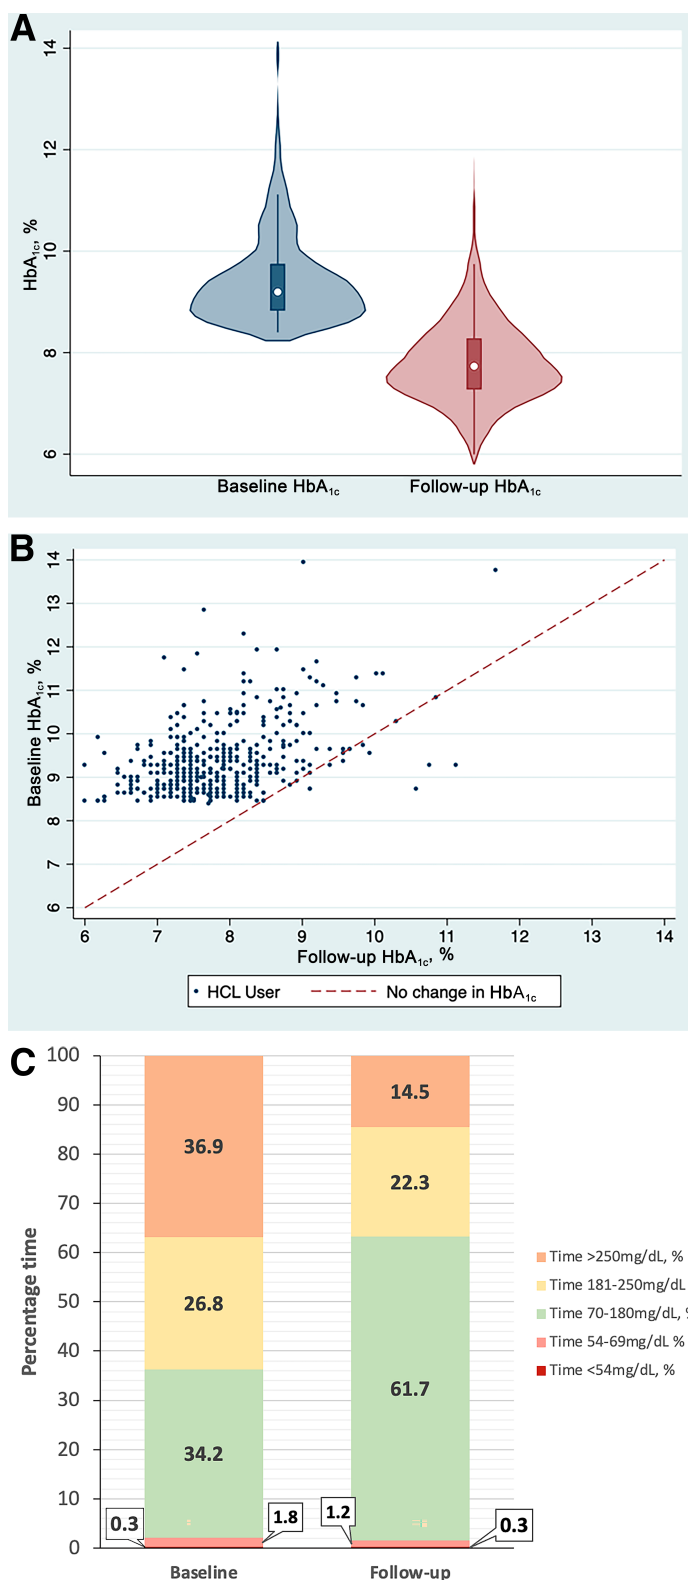 A
14
12
10
8
6
HbA1c, %
Baseline HbA1c Follow-up HbA1c
B
14
13
12
11
10
9
8
7
6
Baseline HbA1c, %
6 7 8 9 10 11 12 13 14
Follow-up HbA1c, %
HCL User No change in HbA1c
C
100
90
80
70
60
50
40
30
20
10
0
Percentage time
36.9
26.8
34.2
0.3
1.8
14.5
22.3
61.7
1.2
0.3
Baseline Follow-up
Time >250mg/dL, %
Time 181-250mg/dL
Time 70-180mg/dL,
Time 54-69mg/dL %
Time <54mg/dL, %